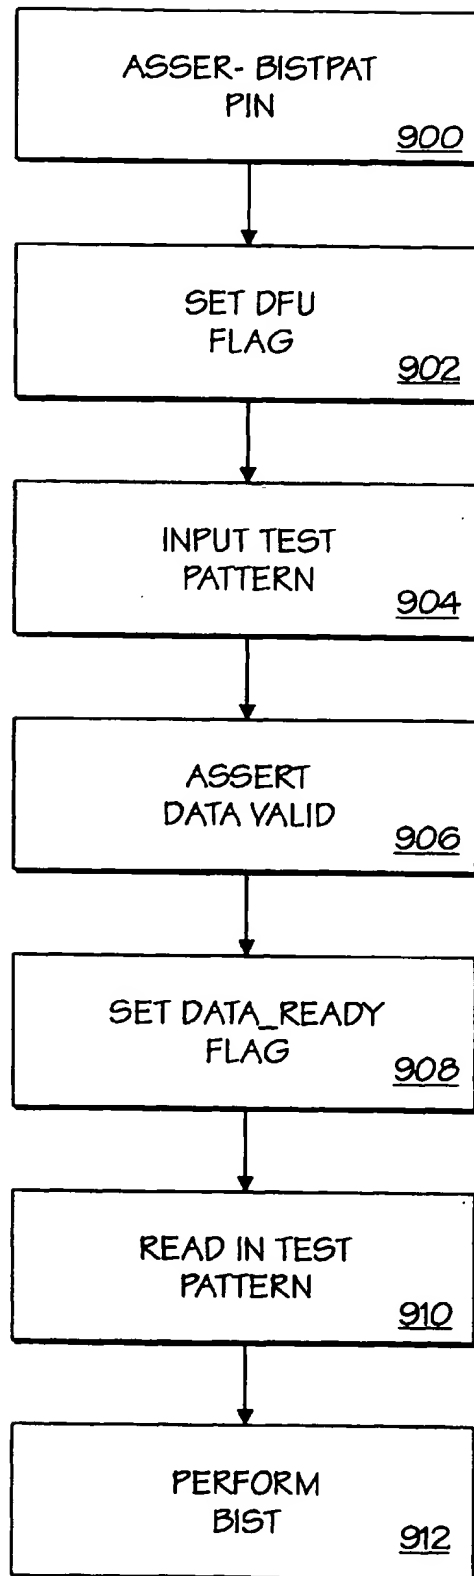 ASSER- BISTPAT
PIN
900
SET DFU
FLAG
902
INPUT TEST
PATTERN
904
ASSERT
DATA VALID
906
SET DATA_READY
FLAG
908
READ IN TEST
PATTERN
910
PERFORM
BIST
912